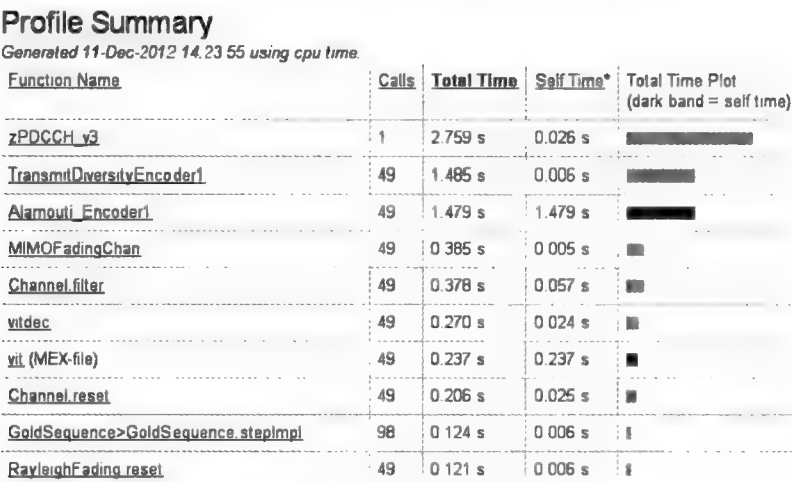 Profile Summary
Generated 11-Dec-2012 14 23 55 using cpu time.
Function Name Calls Total Time Self Time* Total Time Plot
(dark band = self time)
zPDCCH_v3 1 2.759 s 0.026 s
TransmitDiversityEncoder1 49 1.485 s 0.006 s
Alamouti_Encoder1 49 1.479 s 1.479 s
MIMOFadingChan 49 0 385 s 0 005 s
Channel.filter 49 0.378 s 0.057 s
vitdec 49 0.270 s 0 024 s
vit (MEX-file) 49 0.237 s 0.237 s
Channel.reset 49 0.206 s 0.025 s
GoldSequence>GoldSequence.stepImpl 98 0 124 s 0 006 s
RayleighFading reset 49 0 121 s 0 006 s